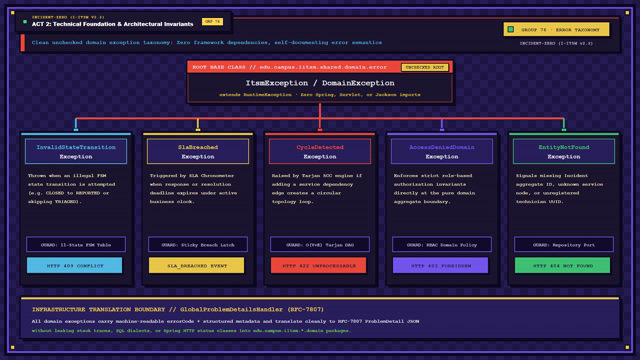 INCIDENT-ZERO (I-ITSM V2.2)
ACT 2: Technical Foundation & Architectural Invariants
GRP 76
Clean unchecked domain exception taxonomy: Zero framework dependencies, self-documenting error semantics
GROUP 76 · ERROR TAXONOMY
INCIDENT-ZERO (I-ITSM V2.2)
ROOT BASE CLASS // edu.campus.iitsm.shared.domain.error
UNCHECKED ROOT
ItsmException / DomainException
extends RuntimeException · Zero Spring, Servlet, or Jackson imports
InvalidStateTransition
Exception
Thrown when an illegal FSM
state transition is attempted
(e.g. CLOSED to REPORTED or
skipping TRIAGED).
GUARD: 11-State FSM Table
HTTP 409 CONFLICT
SlaBreached
Exception
Triggered by SLA Chronometer
when response or resolution
deadline expires under active
business clock.
GUARD: Sticky Breach Latch
SLA_BREACHED EVENT
CycleDetected
Exception
Raised by Tarjan SCC engine if
adding a service dependency
edge creates a circular
topology loop.
GUARD: O(V+E) Tarjan DAG
HTTP 422 UNPROCESSABLE
AccessDeniedDomain
Exception
Enforces strict role-based
authorization invariants
directly at the pure domain
aggregate boundary.
GUARD: RBAC Domain Policy
HTTP 403 FORBIDDEN
EntityNotFound
Exception
Signals missing Incident
aggregate ID, unknown service
node, or unregistered
technician UUID.
GUARD: Repository Port
HTTP 404 NOT FOUND
INFRASTRUCTURE TRANSLATION BOUNDARY // GlobalProblemDetailsHandler (RFC-7807)
All domain exceptions carry machine-readable errorCode + structured metadata and translate cleanly to RFC-7807 ProblemDetail JSON
without leaking stack traces, SQL dialects, or Spring HTTP status classes into edu.campus.iitsm.*.domain packages.